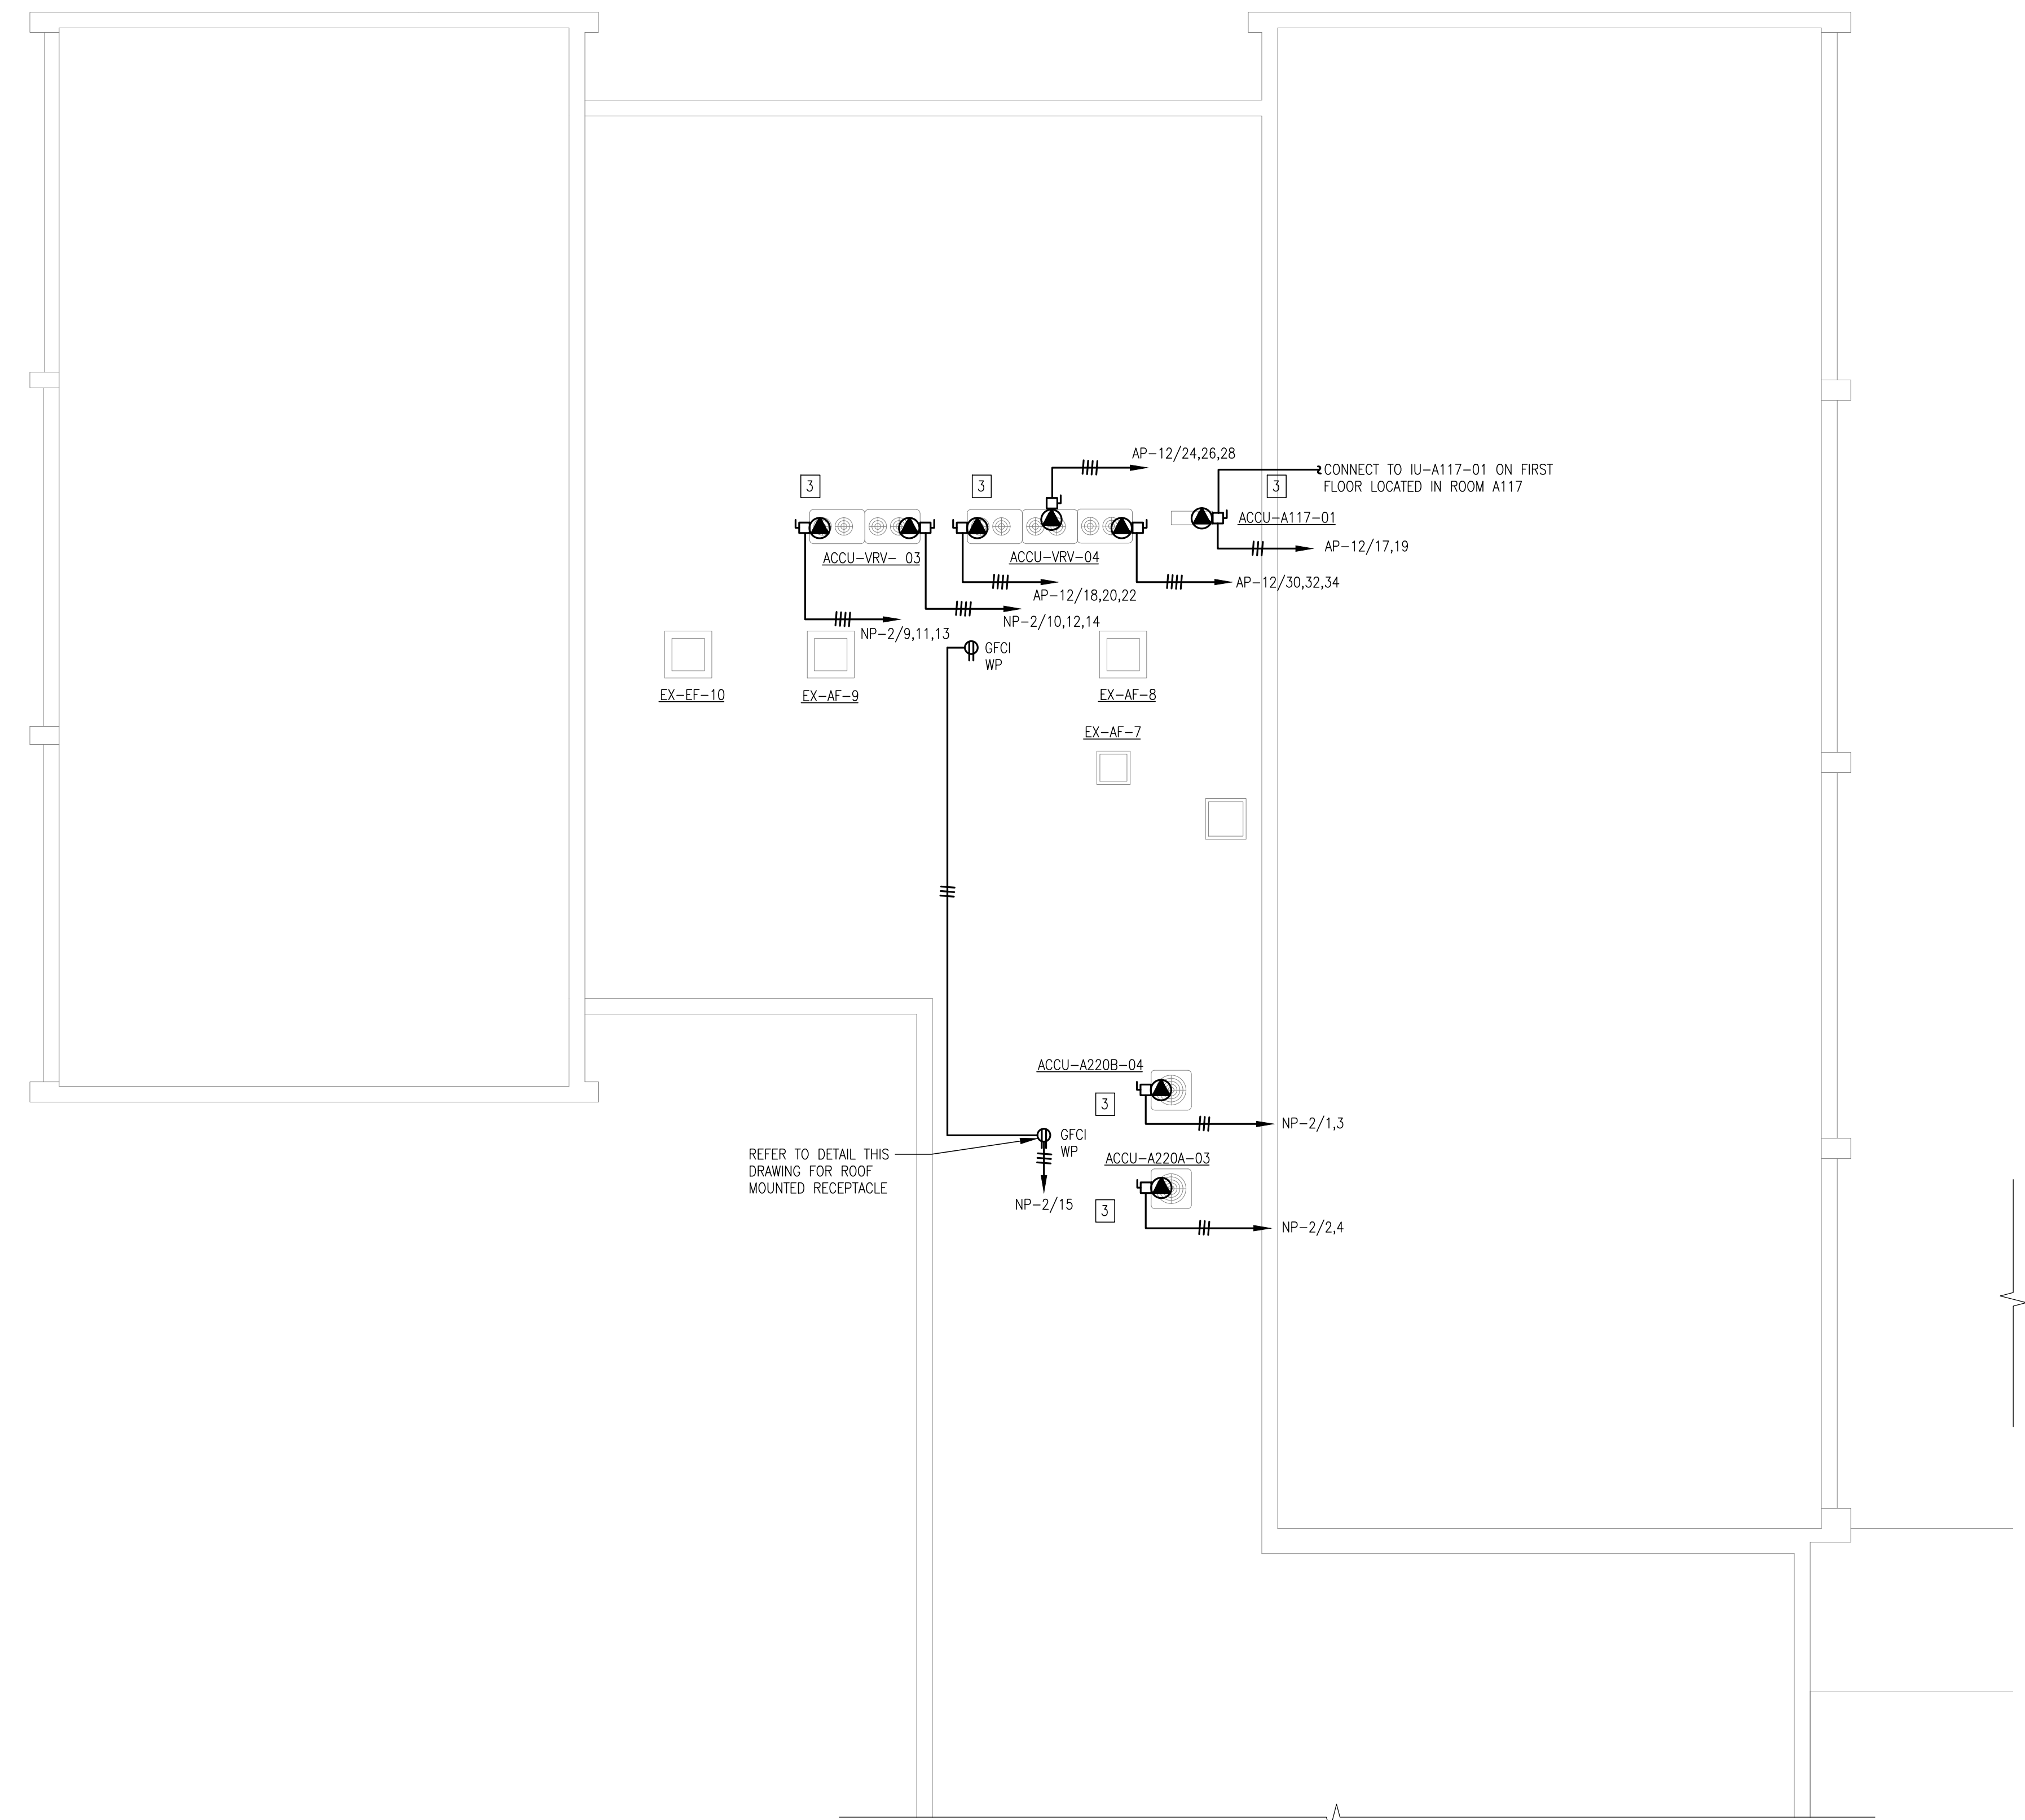 AP-12/24,26,28
CONNECT TO IU-A117-01 ON FIRST
FLOOR LOCATED IN ROOM A117
3
3
3
ACCU-A117-01
ACCU-VRV- 03
ACCU-VRV-04
AP-12/17,19
AP-12/30,32,34
AP-12/18,20,22
NP-2/10,12,14
NP-2/9,11,13
GFCI
WP
EX-EF-10
EX-AF-9
EX-AF-8
EX-AF-7
ACCU-A220B-04
3
NP-2/1,3
GFCI
WP
REFER TO DETAIL THIS
DRAWING FOR ROOF
MOUNTED RECEPTACLE
ACCU-A220A-03
NP-2/15
3
NP-2/2,4